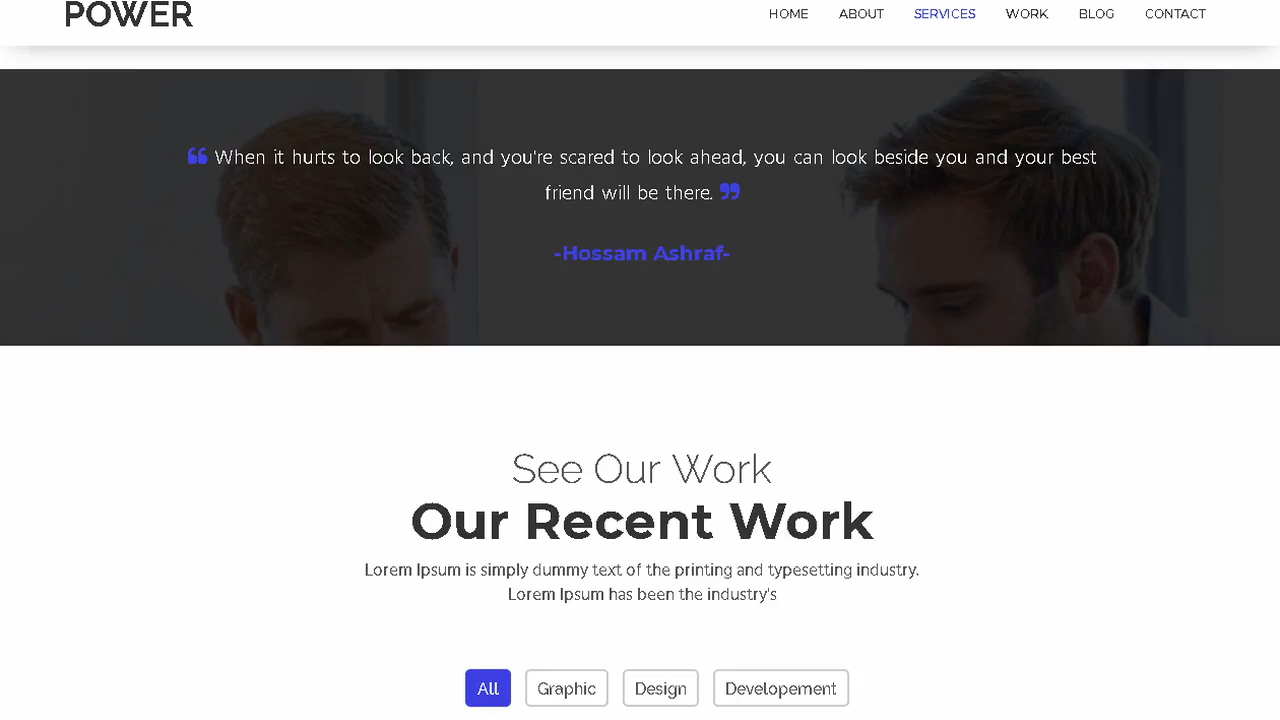 POWER
HOME ABOUT SERVICES WORK BLOG CONTACT
“ When it hurts to look back, and you're scared to look ahead, you can look beside you and your best
friend will be there. ”
-Hossam Ashraf-
See Our Work
Our Recent Work
Lorem Ipsum is simply dummy text of the printing and typesetting industry.
Lorem Ipsum has been the industry's
All Graphic Design Developement